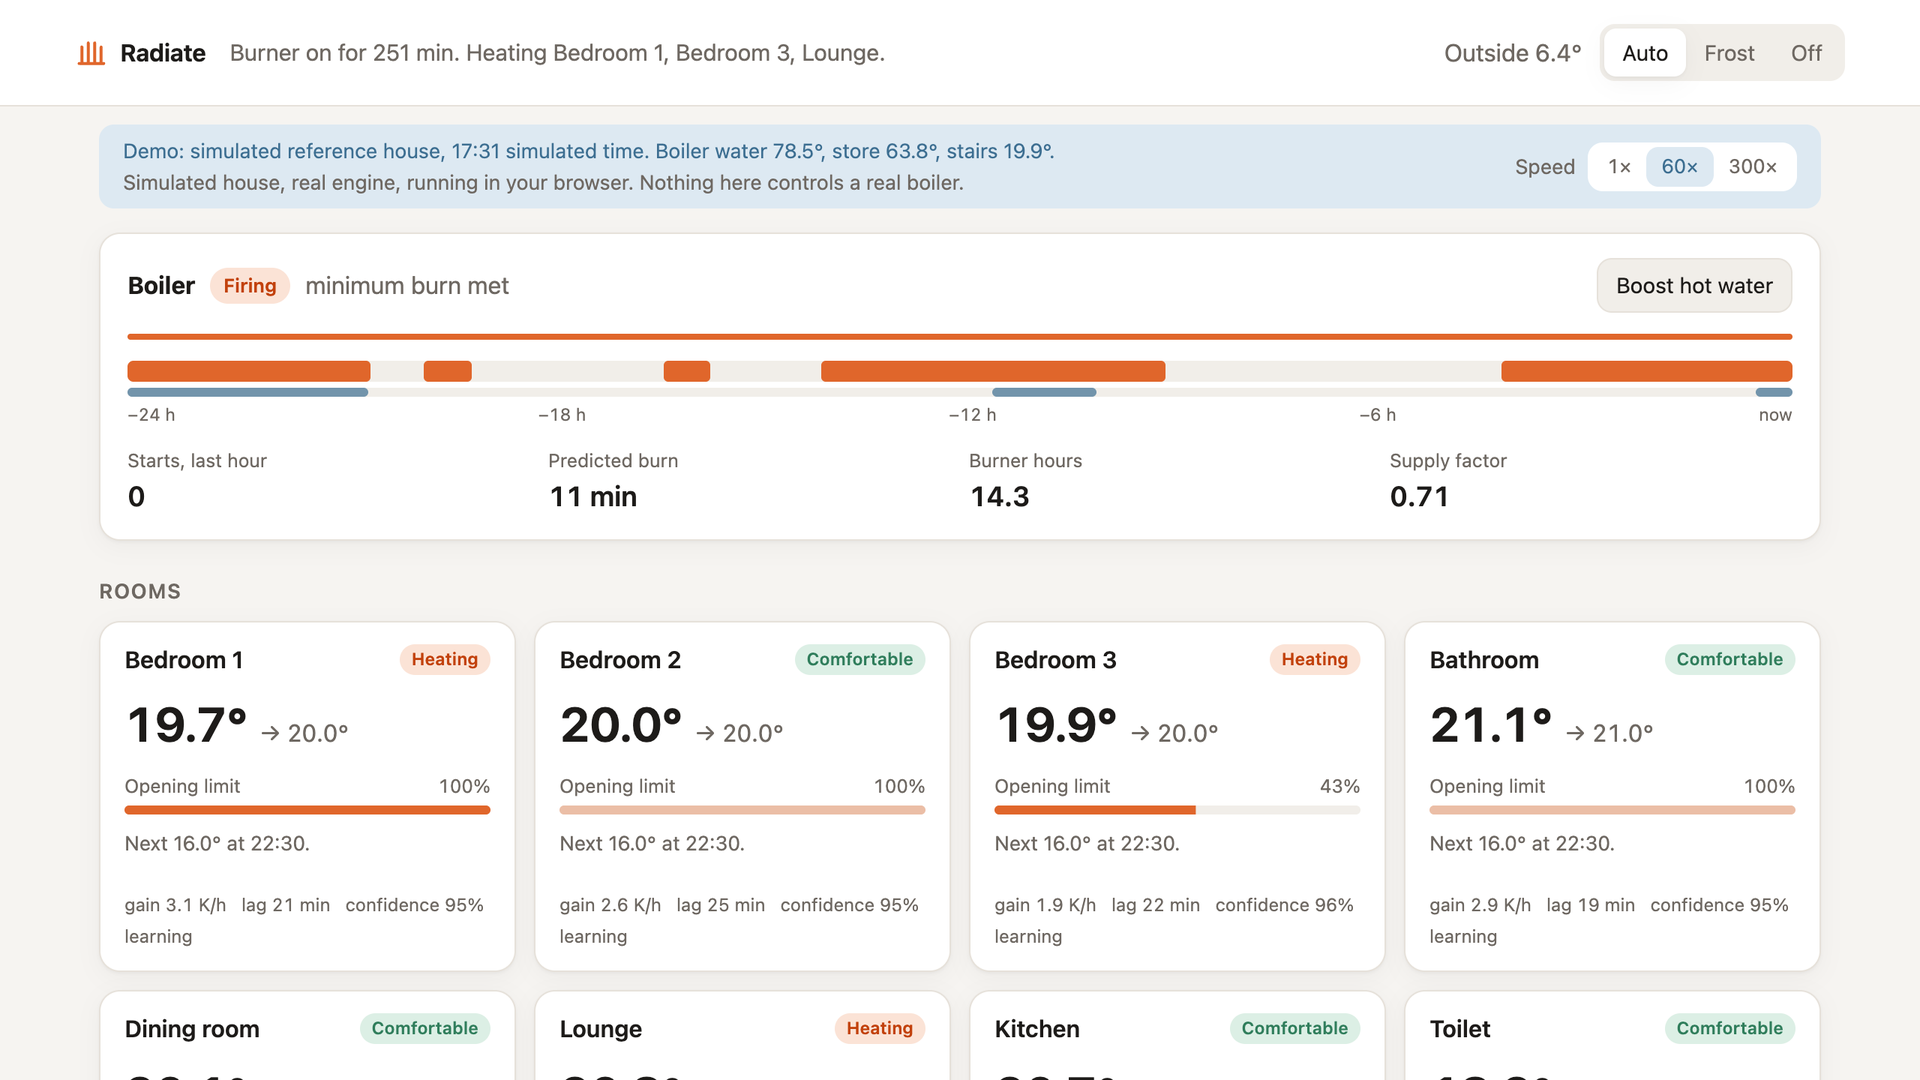 Radiate Burner on for 251 min. Heating Bedroom 1, Bedroom 3, Lounge. Outside 6.4° Auto Frost Off
Demo: simulated reference house, 17:31 simulated time. Boiler water 78.5°, store 63.8°, stairs 19.9°.
Simulated house, real engine, running in your browser. Nothing here controls a real boiler.
Speed 1× 60× 300×
Boiler Firing minimum burn met Boost hot water
−24 h −18 h −12 h −6 h now
Starts, last hour Predicted burn Burner hours Supply factor
0 11 min 14.3 0.71
ROOMS
Bedroom 1 Heating
19.7° → 20.0°
Opening limit 100%
Next 16.0° at 22:30.
gain 3.1 K/h lag 21 min confidence 95%
learning
Bedroom 2 Comfortable
20.0° → 20.0°
Opening limit 100%
Next 16.0° at 22:30.
gain 2.6 K/h lag 25 min confidence 95%
learning
Bedroom 3 Heating
19.9° → 20.0°
Opening limit 43%
Next 16.0° at 22:30.
gain 1.9 K/h lag 22 min confidence 96%
learning
Bathroom Comfortable
21.1° → 21.0°
Opening limit 100%
Next 16.0° at 22:30.
gain 2.9 K/h lag 19 min confidence 95%
learning
Dining room Comfortable
Lounge Heating
Kitchen Comfortable
Toilet Comfortable